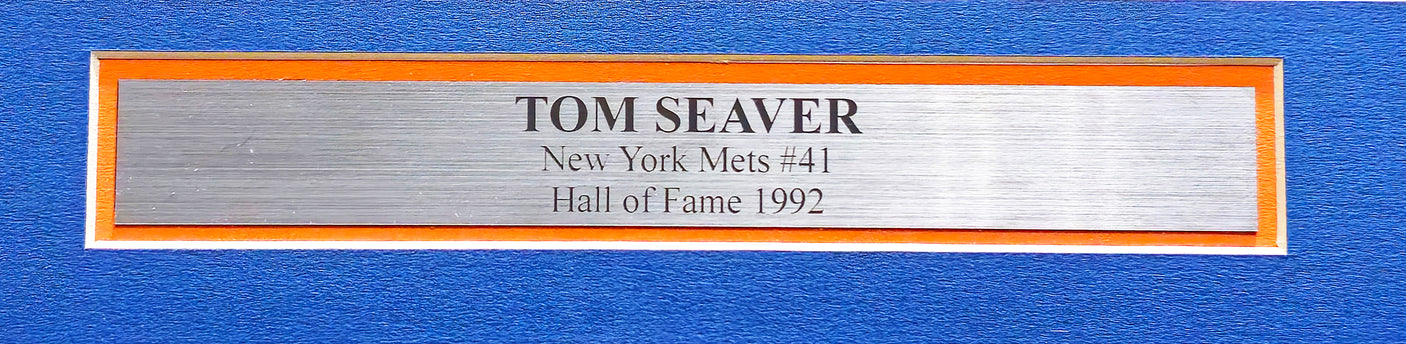 TOM SEAVER
New York Mets #41
Hall of Fame 1992